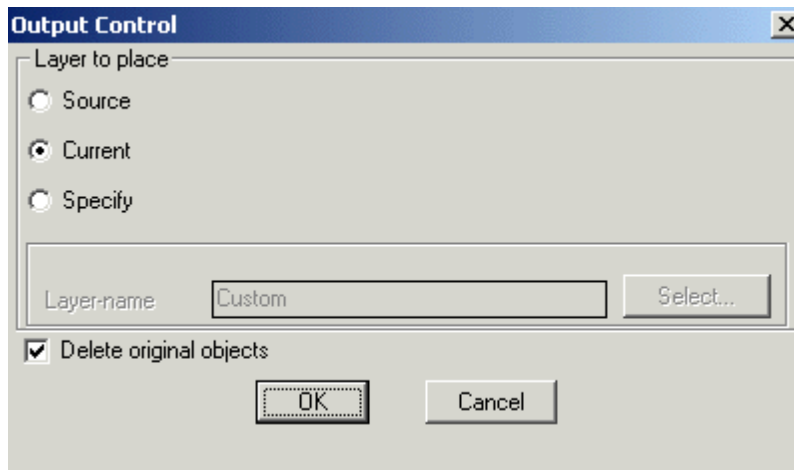 Output Control
Layer to place
Source
Current
Specify
Layer-name Custom Select...
Delete original objects
OK Cancel